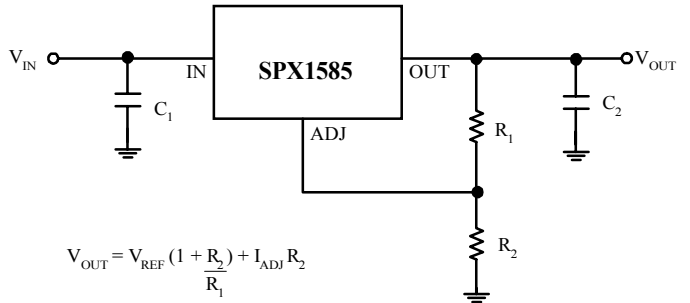 V_IN
IN
SPX1585
OUT
V_OUT
C_1
ADJ
R_1
C_2
R_2
V_OUT = V_REF (1 + R_2/R_1) + I_ADJ R_2